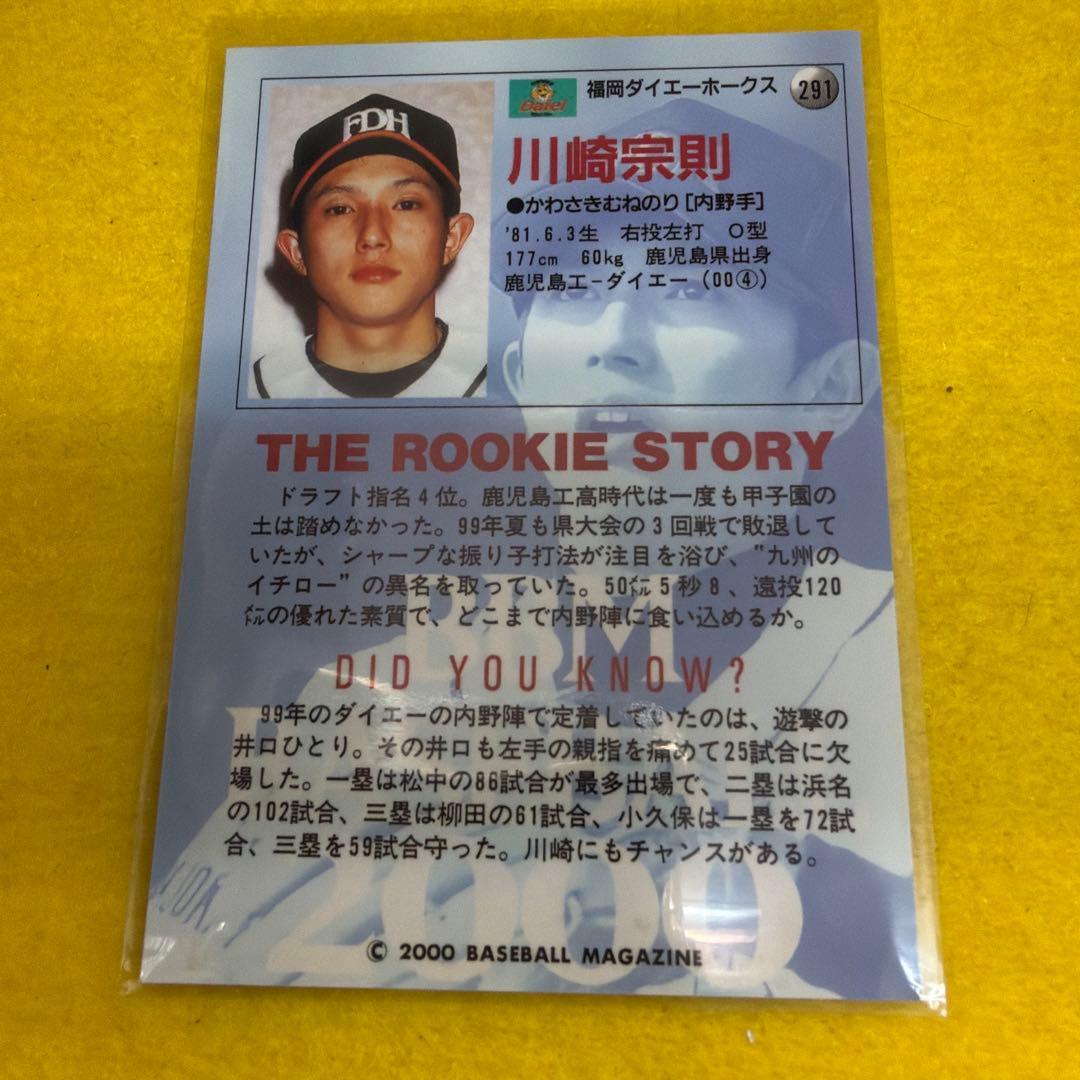 FDH
Daiei
福岡ダイエーホークス
291
川崎宗則
●かわさきむねのり[内野手]
'81.6.3生 右投左打 O型
177cm 60kg 鹿児島県出身
鹿児島工-ダイエー(00④)
THE ROOKIE STORY
ドラフト指名4位。鹿児島工高時代は一度も甲子園の
土は踏めなかった。99年夏も県大会の3回戦で敗退して
いたが、シャープな振り子打法が注目を浴び、"九州の
イチロー"の異名を取っていた。50㍍5秒8、遠投120
㍍の優れた素質で、どこまで内野陣に食い込めるか。
DID YOU KNOW?
99年のダイエーの内野陣で定着していたのは、遊撃の
井口ひとり。その井口も左手の親指を痛めて25試合に欠
場した。一塁は松中の86試合が最多出場で、二塁は浜名
の102試合、三塁は柳田の61試合、小久保は一塁を72試
合、三塁を59試合守った。川崎にもチャンスがある。
BBM
2000
© 2000 BASEBALL MAGAZINE